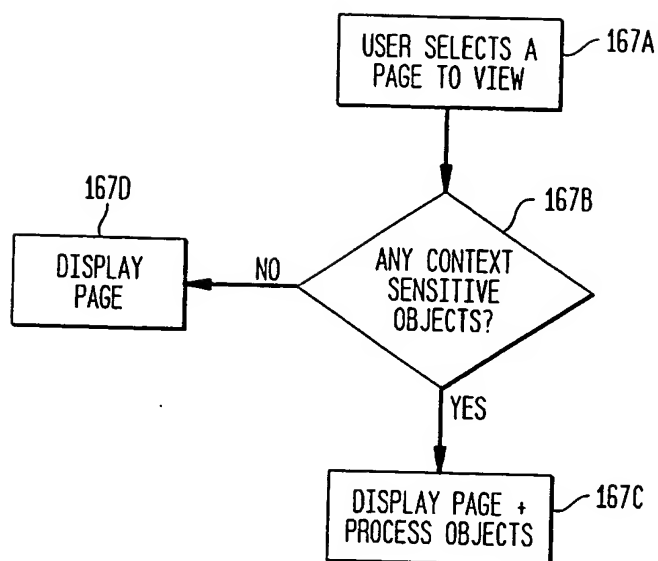 USER SELECTS A
PAGE TO VIEW
167A
167D
167B
DISPLAY
PAGE
NO
ANY CONTEXT
SENSITIVE
OBJECTS?
YES
DISPLAY PAGE +
PROCESS OBJECTS
167C